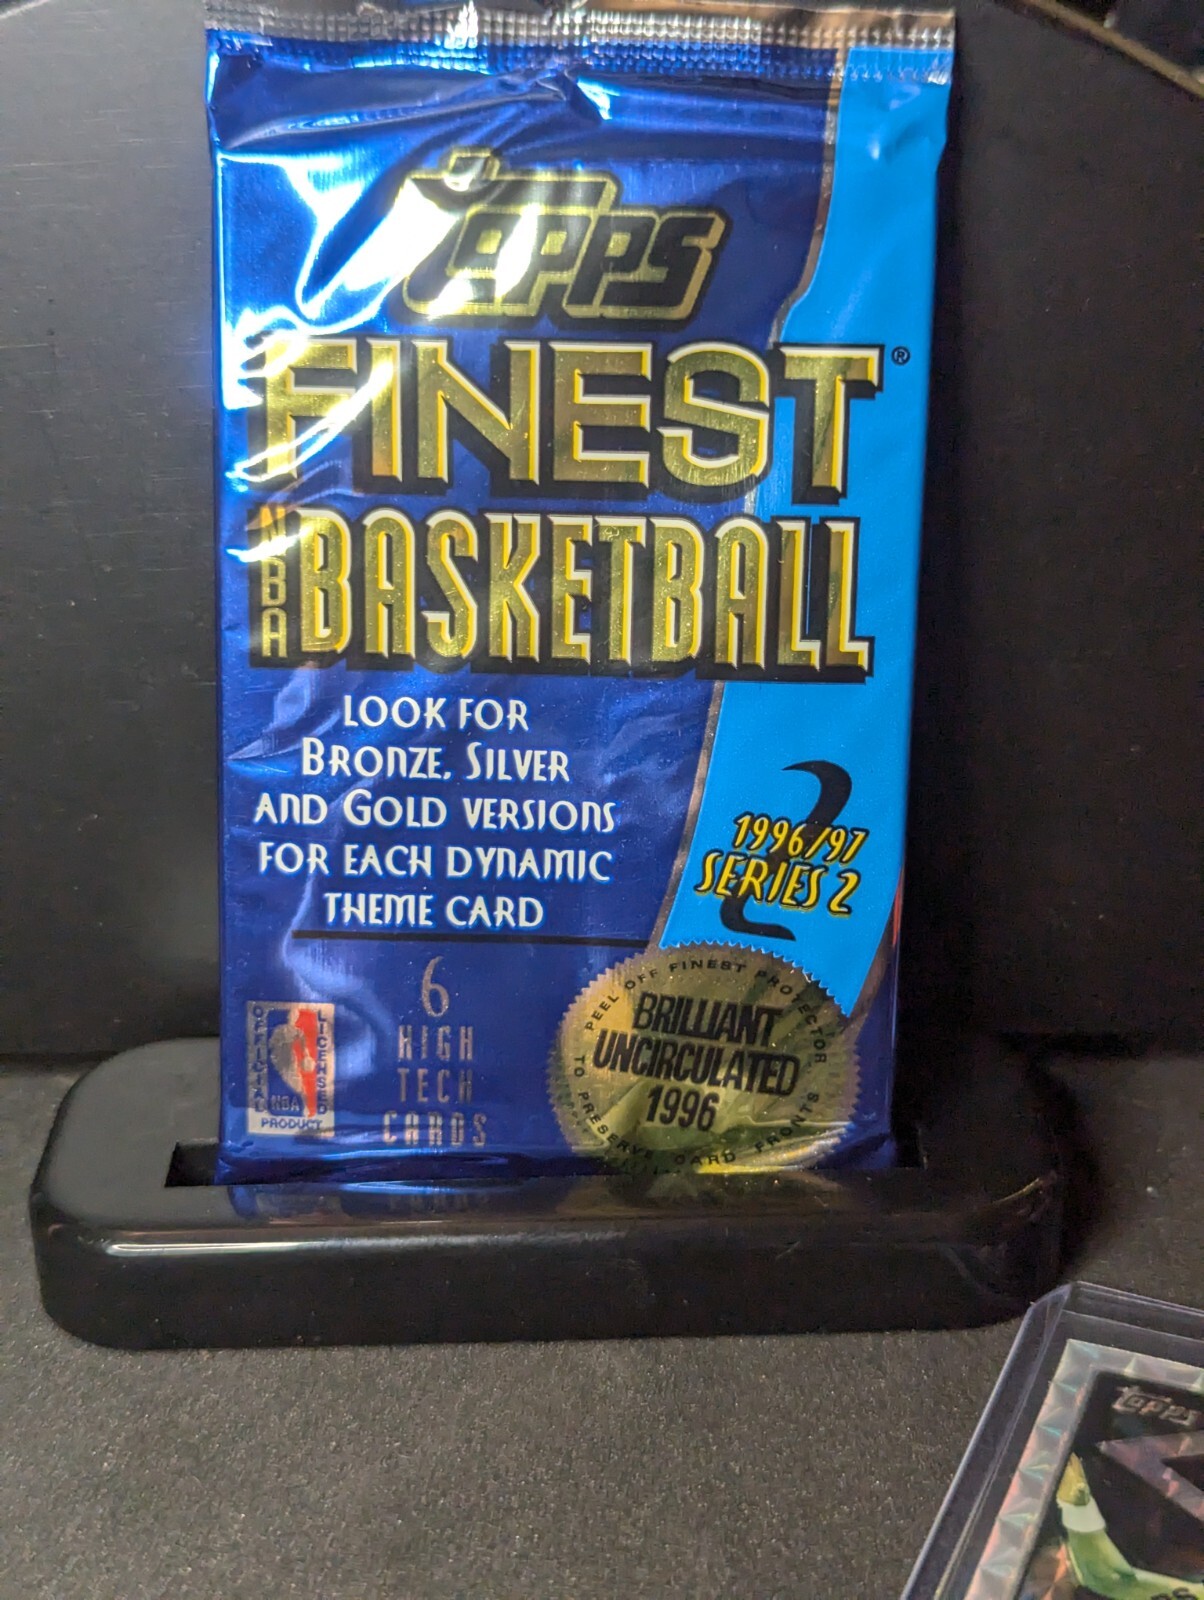 Topps
FINEST®
NBA BASKETBALL
LOOK FOR
BRONZE, SILVER
AND GOLD VERSIONS
FOR EACH DYNAMIC
THEME CARD
2
1996/97
SERIES 2
6
HIGH
TECH
CARDS
OFFICIAL LICENSED
NBA
PRODUCT
PEEL OFF FINEST PROTECTOR
BRILLIANT
UNCIRCULATED
1996
TO PRESERVE CARD FRONTS
Topps